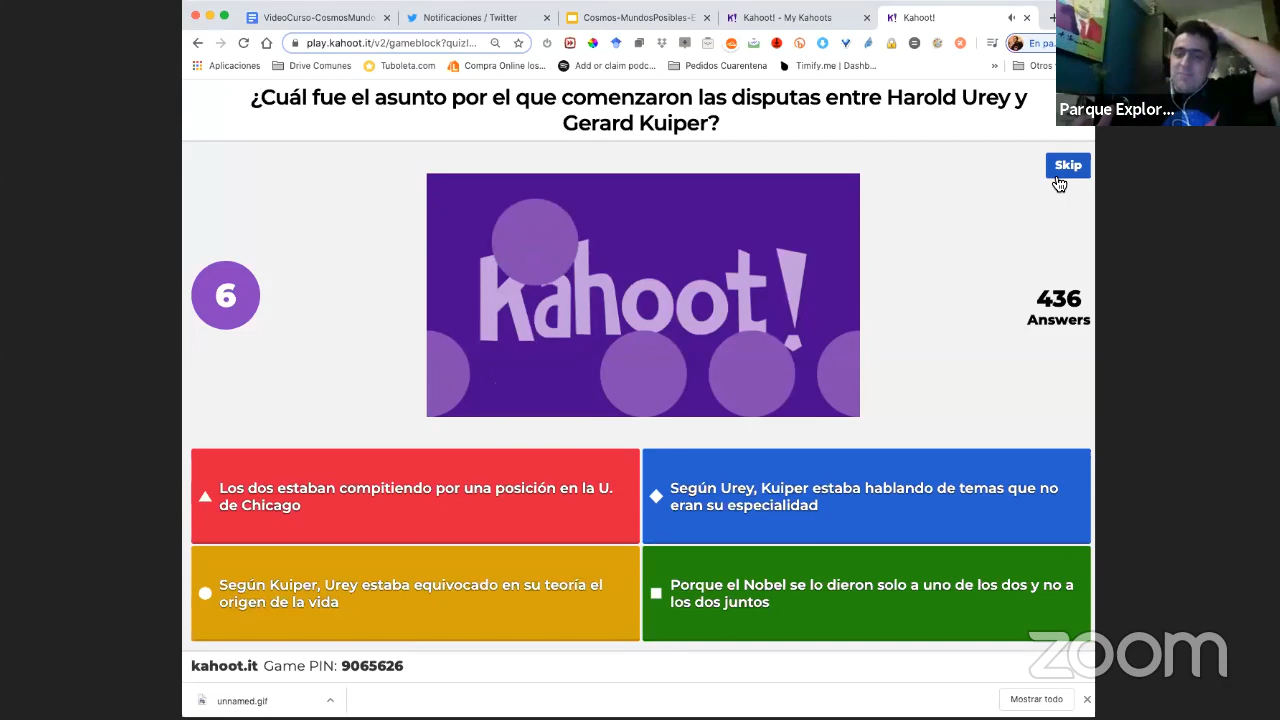 VideoCurso-CosmosMundo
Notificaciones / Twitter
Cosmos-MundosPosibles-E
Kahoot! - My Kahoots
Kahoot!
play.kahoot.it/v2/gameblock?quizI...
En pa...
Aplicaciones
Drive Comunes
Tuboleta.com
Compra Online los...
Add or claim podc...
Pedidos Cuarentena
Timify.me | Dashb...
»
Otros
Parque Explor...
¿Cuál fue el asunto por el que comenzaron las disputas entre Harold Urey y
Gerard Kuiper?
Skip
kahoot!
6
436
Answers
Los dos estaban compitiendo por una posición en la U.
de Chicago
Según Urey, Kuiper estaba hablando de temas que no
eran su especialidad
Según Kuiper, Urey estaba equivocado en su teoría el
origen de la vida
Porque el Nobel se lo dieron solo a uno de los dos y no a
los dos juntos
kahoot.it Game PIN: 9065626
zoom
unnamed.gif
Mostrar todo